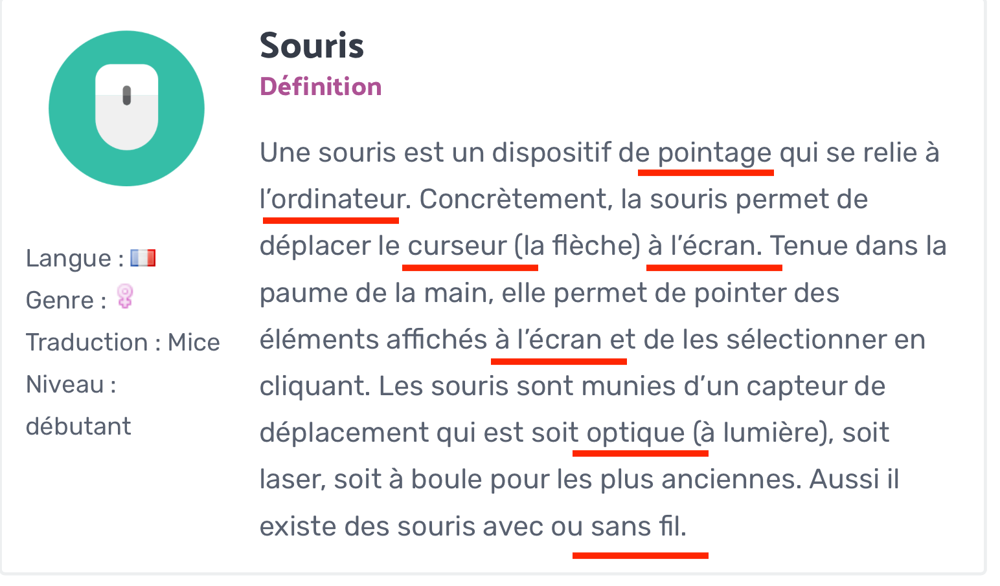 Souris
Définition
Une souris est un dispositif de pointage qui se relie à
l’ordinateur. Concrètement, la souris permet de
déplacer le curseur (la flèche) à l’écran. Tenue dans la
paume de la main, elle permet de pointer des
éléments affichés à l’écran et de les sélectionner en
cliquant. Les souris sont munies d’un capteur de
déplacement qui est soit optique (à lumière), soit
laser, soit à boule pour les plus anciennes. Aussi il
existe des souris avec ou sans fil.
Langue :
Genre :
Traduction : Mice
Niveau :
débutant